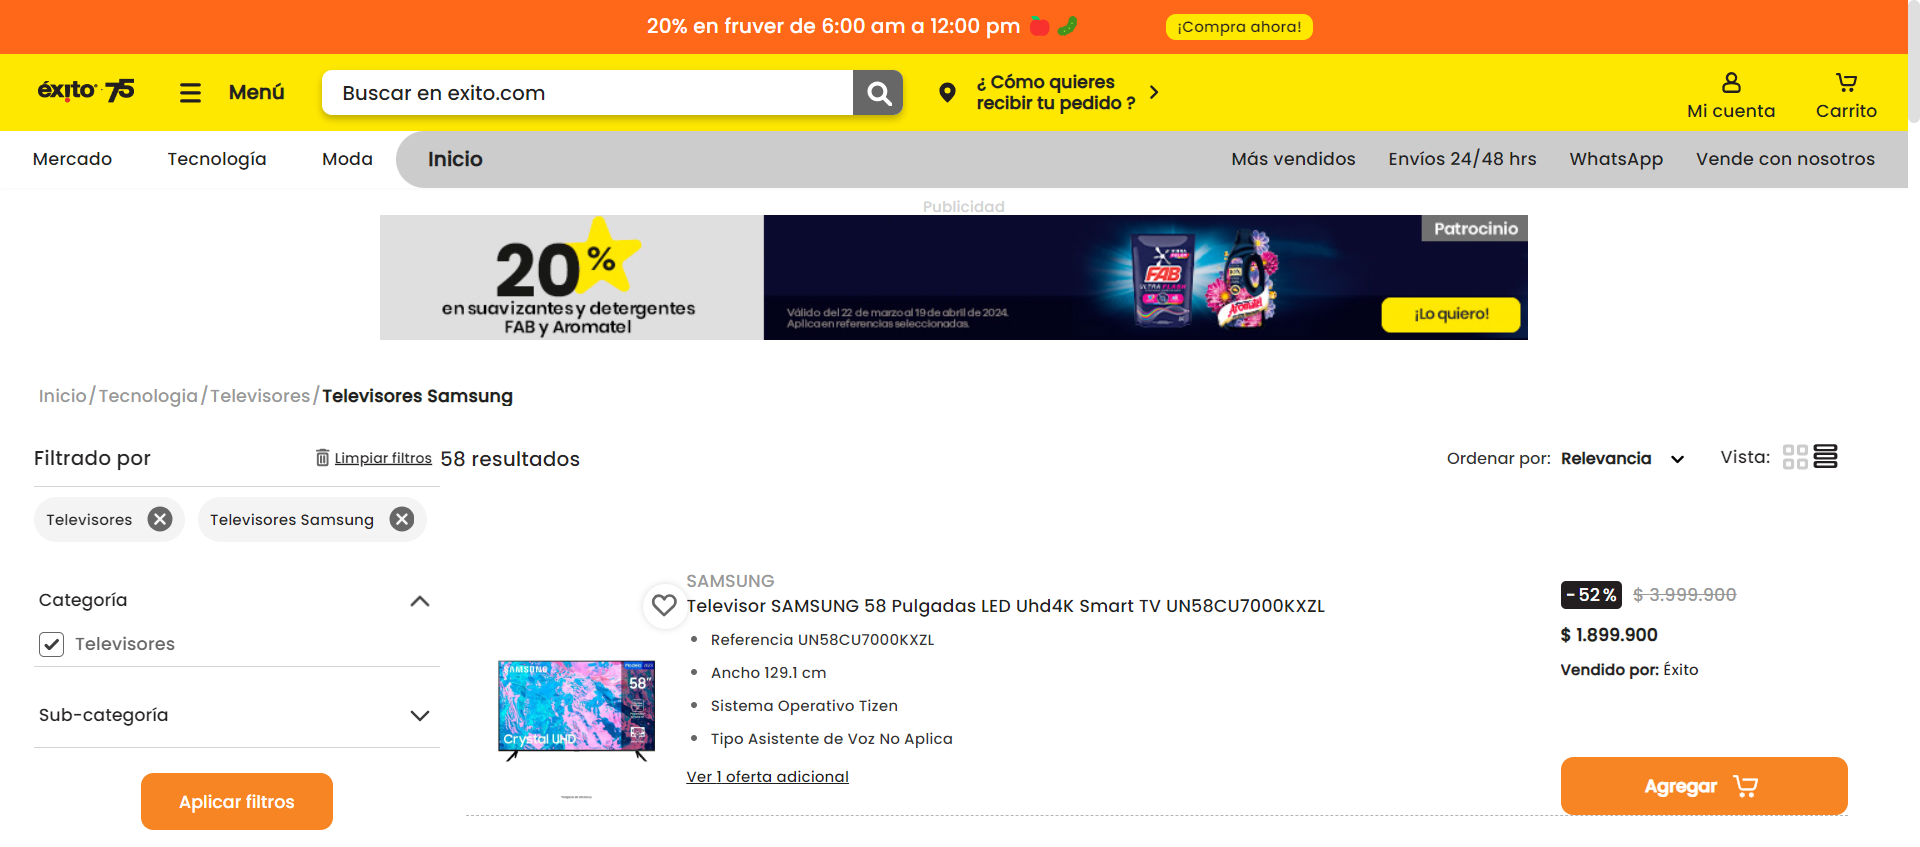 20% en fruver de 6:00 am a 12:00 pm
¡Compra ahora!
éxito · 75
Menú
Buscar en exito.com
¿ Cómo quieres
recibir tu pedido ?
Mi cuenta
Carrito
Mercado
Tecnología
Moda
Inicio
Más vendidos
Envíos 24/48 hrs
WhatsApp
Vende con nosotros
Publicidad
20%
en suavizantes y detergentes
FAB y Aromatel
Válido del 22 de marzo al 19 de abril de 2024.
Aplica en referencias seleccionadas.
FAB
ULTRA FLASH
Aromatel
Patrocinio
¡Lo quiero!
Inicio/Tecnologia/Televisores/Televisores Samsung
Filtrado por
Limpiar filtros
58 resultados
Ordenar por: Relevancia
Vista:
Televisores
Televisores Samsung
Categoría
Televisores
Sub-categoría
Aplicar filtros
SAMSUNG
58"
Crystal UHD
SAMSUNG
Televisor SAMSUNG 58 Pulgadas LED Uhd4K Smart TV UN58CU7000KXZL
Referencia UN58CU7000KXZL
Ancho 129.1 cm
Sistema Operativo Tizen
Tipo Asistente de Voz No Aplica
Ver 1 oferta adicional
-52% $ 3.999.900
$ 1.899.900
Vendido por: Éxito
Agregar